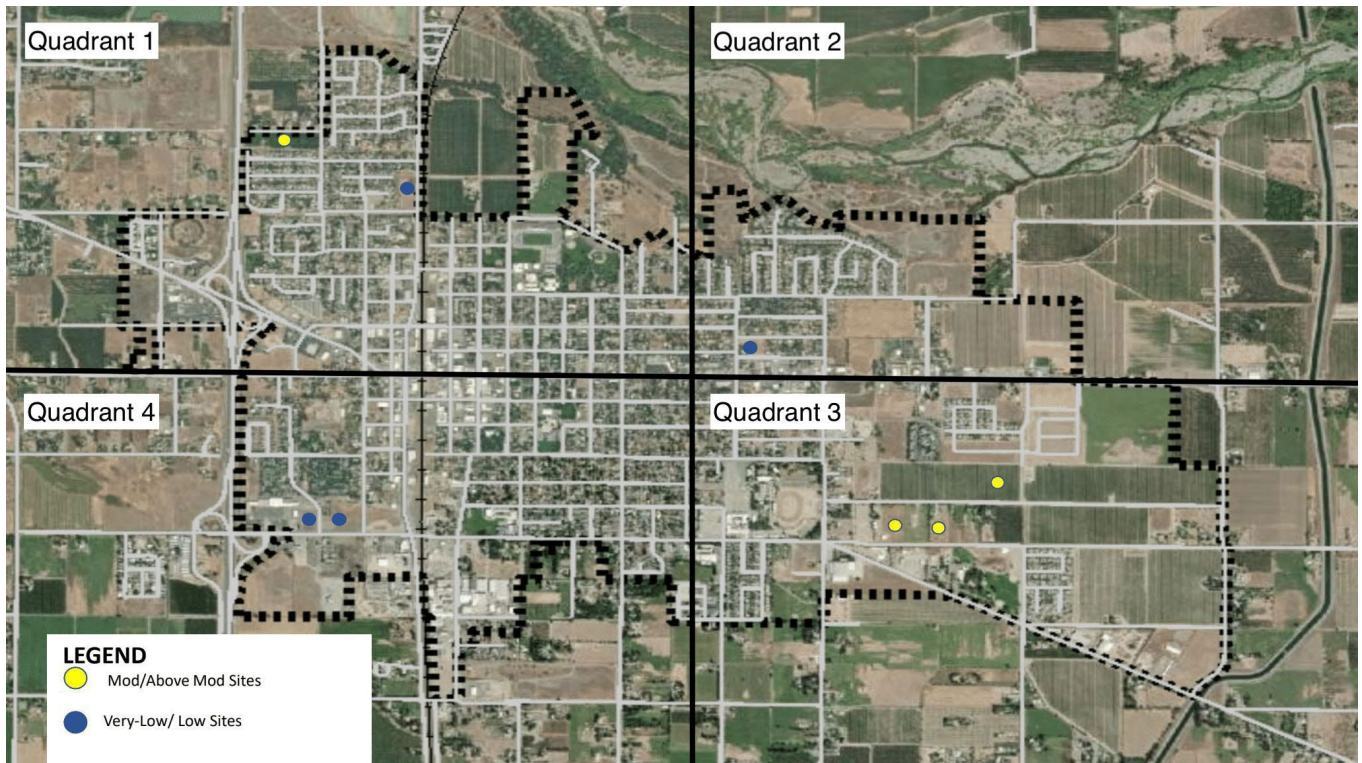 Quadrant 1
Quadrant 2
Quadrant 4
Quadrant 3
LEGEND
Mod/Above Mod Sites
Very-Low/ Low Sites